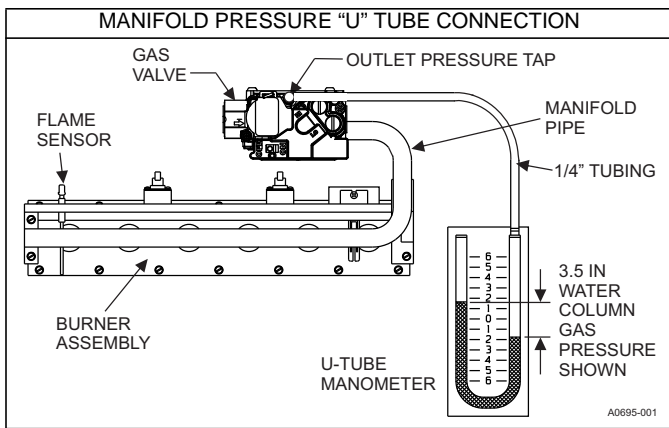 MANIFOLD PRESSURE “U” TUBE CONNECTION
GAS
VALVE
OUTLET PRESSURE TAP
FLAME
SENSOR
MANIFOLD
PIPE
1/4" TUBING
BURNER
ASSEMBLY
U-TUBE
MANOMETER
6
5
4
3
2
1
0
1
2
3
4
5
6
3.5 IN
WATER
COLUMN
GAS
PRESSURE
SHOWN
A0695-001